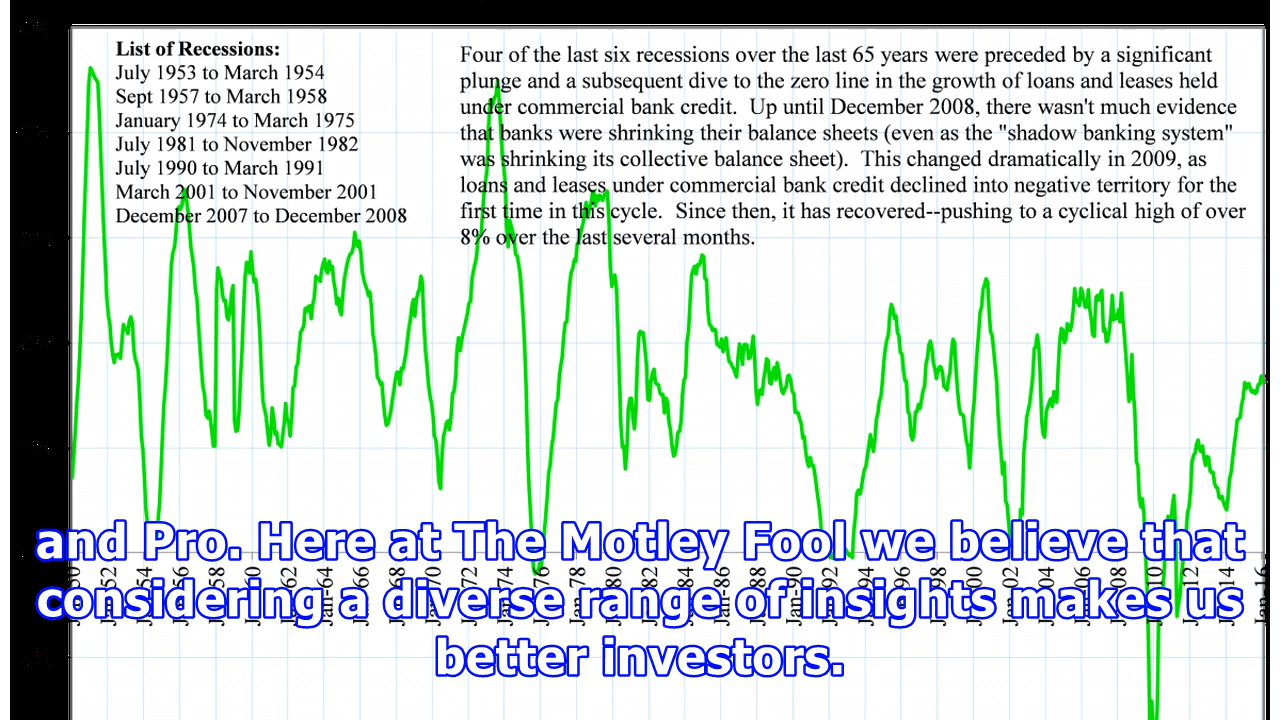 List of Recessions:
July 1953 to March 1954
Sept 1957 to March 1958
January 1974 to March 1975
July 1981 to November 1982
July 1990 to March 1991
March 2001 to November 2001
December 2007 to December 2008
Four of the last six recessions over the last 65 years were preceded by a significant
plunge and a subsequent dive to the zero line in the growth of loans and leases held
under commercial bank credit. Up until December 2008, there wasn't much evidence
that banks were shrinking their balance sheets (even as the "shadow banking system"
was shrinking its collective balance sheet). This changed dramatically in 2009, as
loans and leases under commercial bank credit declined into negative territory for the
first time in this cycle. Since then, it has recovered--pushing to a cyclical high of over
8% over the last several months.
and Pro. Here at The Motley Fool we believe that
considering a diverse range of insights makes us
better investors.